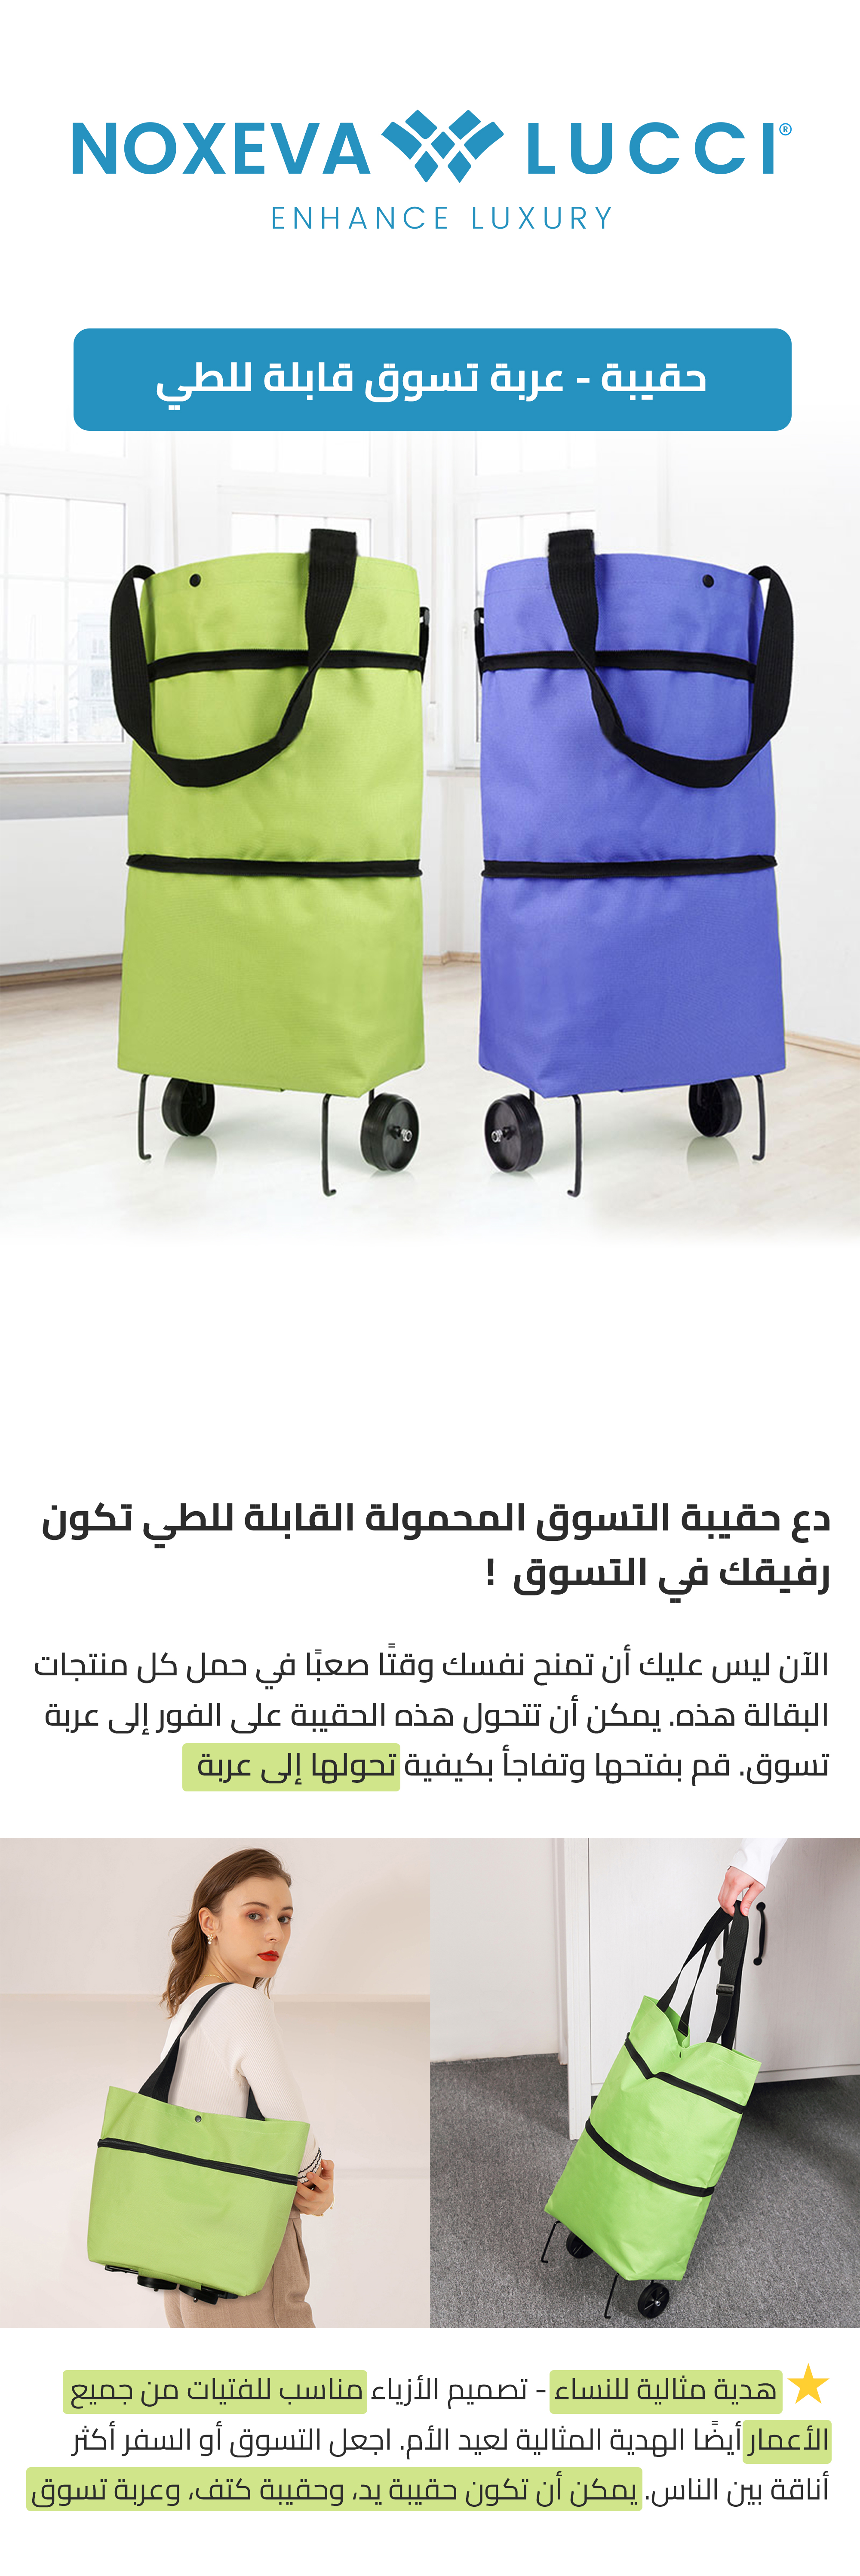 NOXEVA LUCCI®
ENHANCE LUXURY
حقيبة - عربة تسوق قابلة للطي
دع حقيبة التسوق المحمولة القابلة للطي تكون
رفيقك في التسوق !
الآن ليس عليك أن تمنح نفسك وقتًا صعبًا في حمل كل منتجات
البقالة هذه. يمكن أن تتحول هذه الحقيبة على الفور إلى عربة
تسوق. قم بفتحها وتفاجأ بكيفية تحولها إلى عربة
هدية مثالية للنساء - تصميم الأزياء مناسب للفتيات من جميع
الأعمار أيضًا الهدية المثالية لعيد الأم. اجعل التسوق أو السفر أكثر
أناقة بين الناس. يمكن أن تكون حقيبة يد، وحقيبة كتف، وعربة تسوق